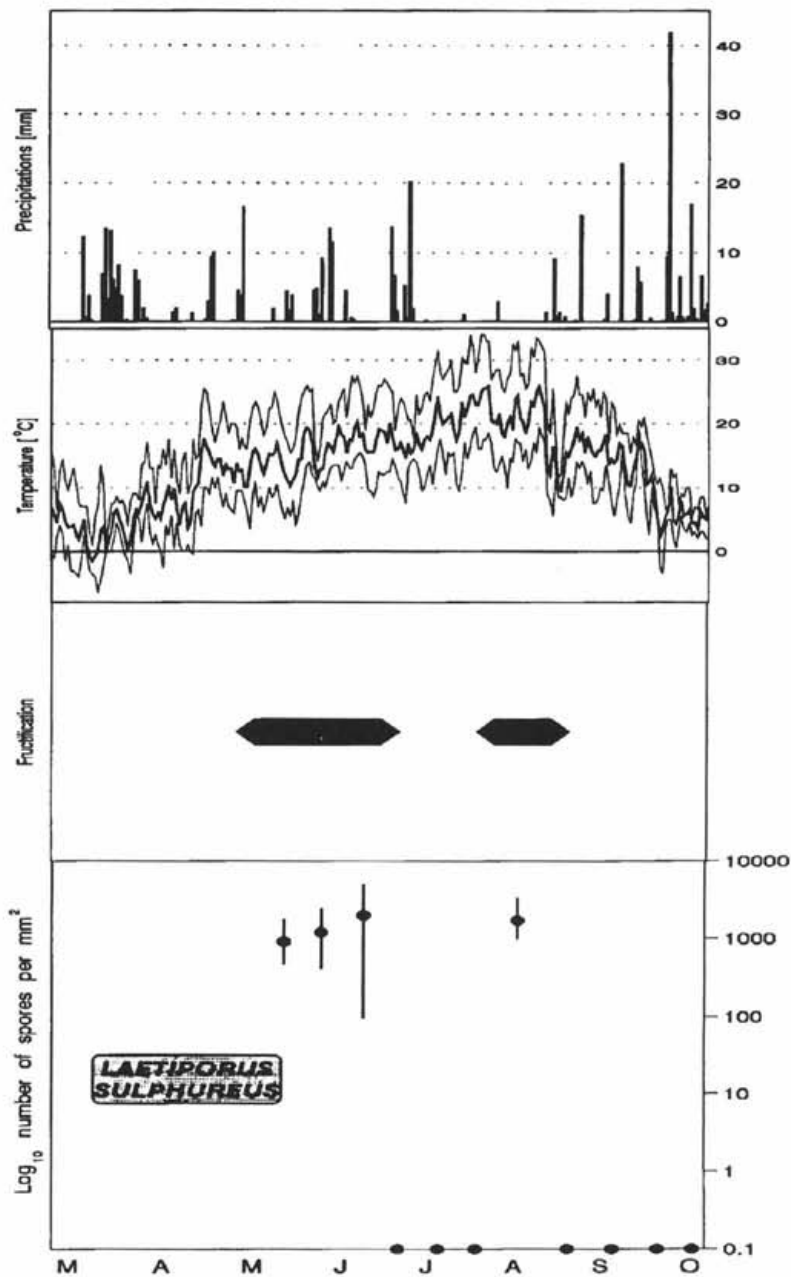 Precipitations [mm]
40
30
20
10
0
Temperature [°C]
30
20
10
0
Fructification
Log10 number of spores per mm2
10000
1000
100
10
1
0.1
LAETIPORUS
SULPHUREUS
M A M J J A S O